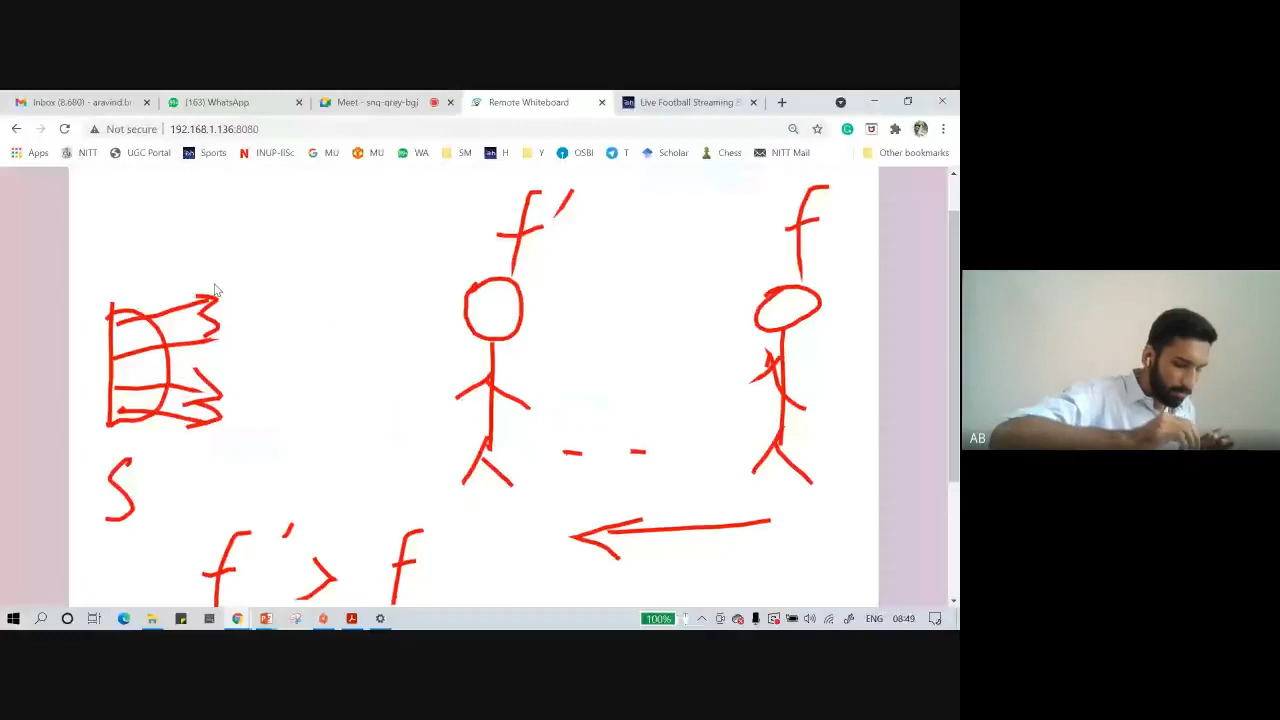 Inbox (8,680) - aravind.br
(163) WhatsApp
Meet - snq-qrey-bgj
Remote Whiteboard
Live Football Streaming &
Not secure
192.168.1.136:8080
Apps
NITT
UGC Portal
Sports
INUP-IISc
MU
MU
WA
SM
H
Y
OSBI
T
Scholar
Chess
NITT Mail
Other bookmarks
f′
f
S
f′ > f
AB
100%
ENG
08:49